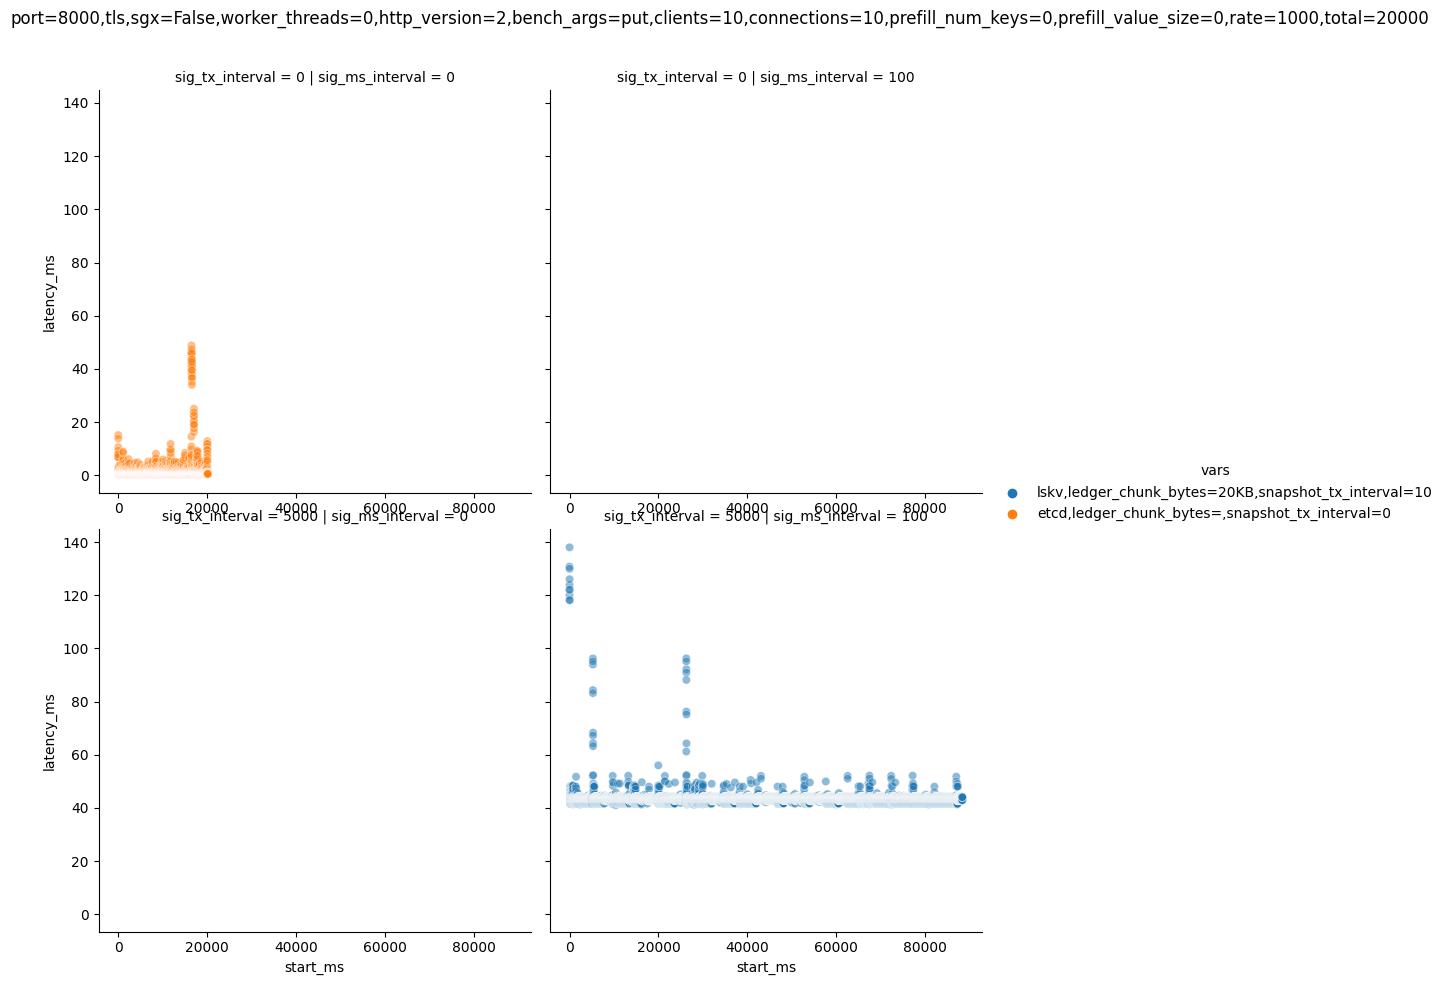 port=8000,tls,sgx=False,worker_threads=0,http_version=2,bench_args=put,clients=10,connections=10,prefill_num_keys=0,prefill_value_size=0,rate=1000,total=20000
sig_tx_interval = 0 | sig_ms_interval = 0
sig_tx_interval = 0 | sig_ms_interval = 100
140
120
100
80
60
40
20
0
latency_ms
0 20000 40000 60000 80000
0 20000 40000 60000 80000
vars
lskv,ledger_chunk_bytes=20KB,snapshot_tx_interval=10
etcd,ledger_chunk_bytes=,snapshot_tx_interval=0
sig_tx_interval = 5000 | sig_ms_interval = 0
sig_tx_interval = 5000 | sig_ms_interval = 100
140
120
100
80
60
40
20
0
latency_ms
0 20000 40000 60000 80000
start_ms
0 20000 40000 60000 80000
start_ms